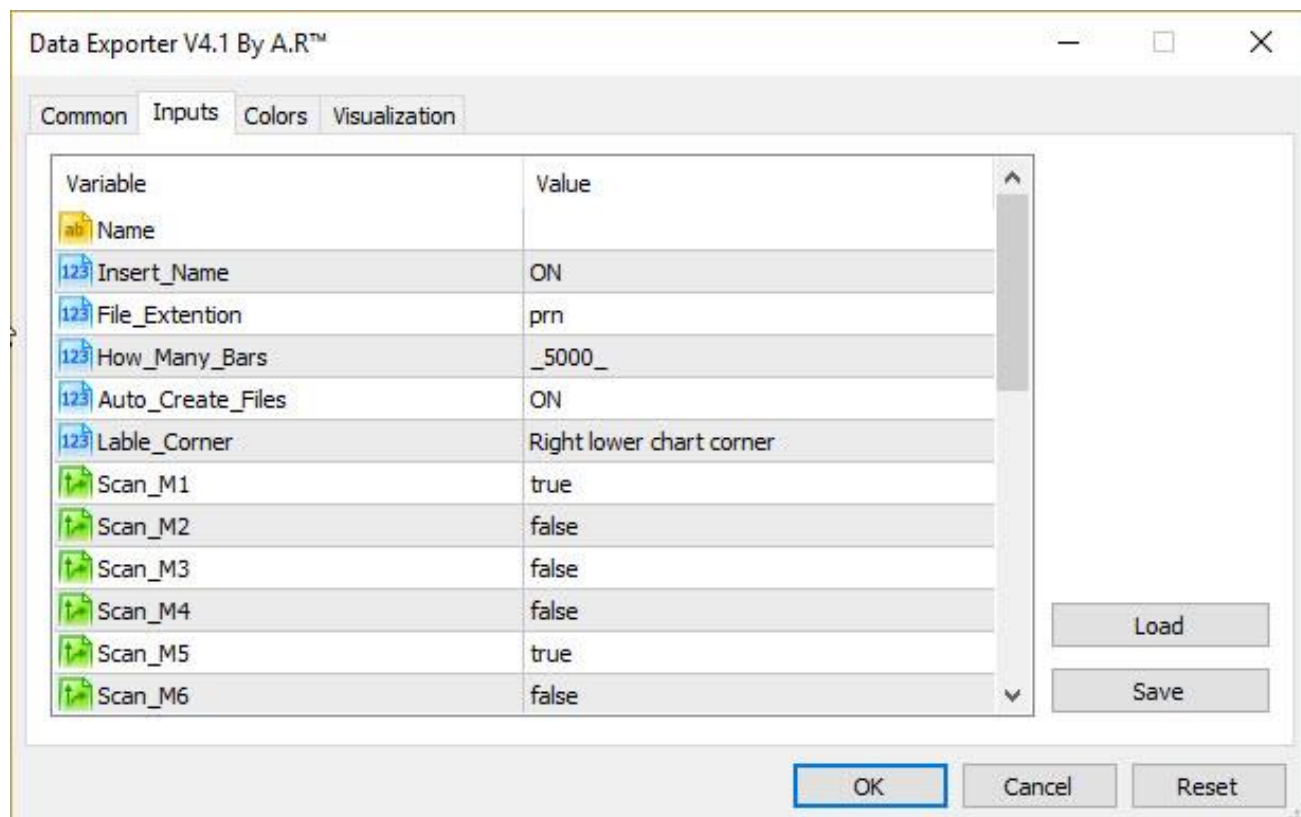 Data Exporter V4.1 By A.R™
Common Inputs Colors Visualization
Variable Value
ab Name
123 Insert_Name ON
123 File_Extention prn
123 How_Many_Bars _5000_
123 Auto_Create_Files ON
123 Lable_Corner Right lower chart corner
Scan_M1 true
Scan_M2 false
Scan_M3 false
Scan_M4 false
Scan_M5 true
Scan_M6 false
Load
Save
OK Cancel Reset